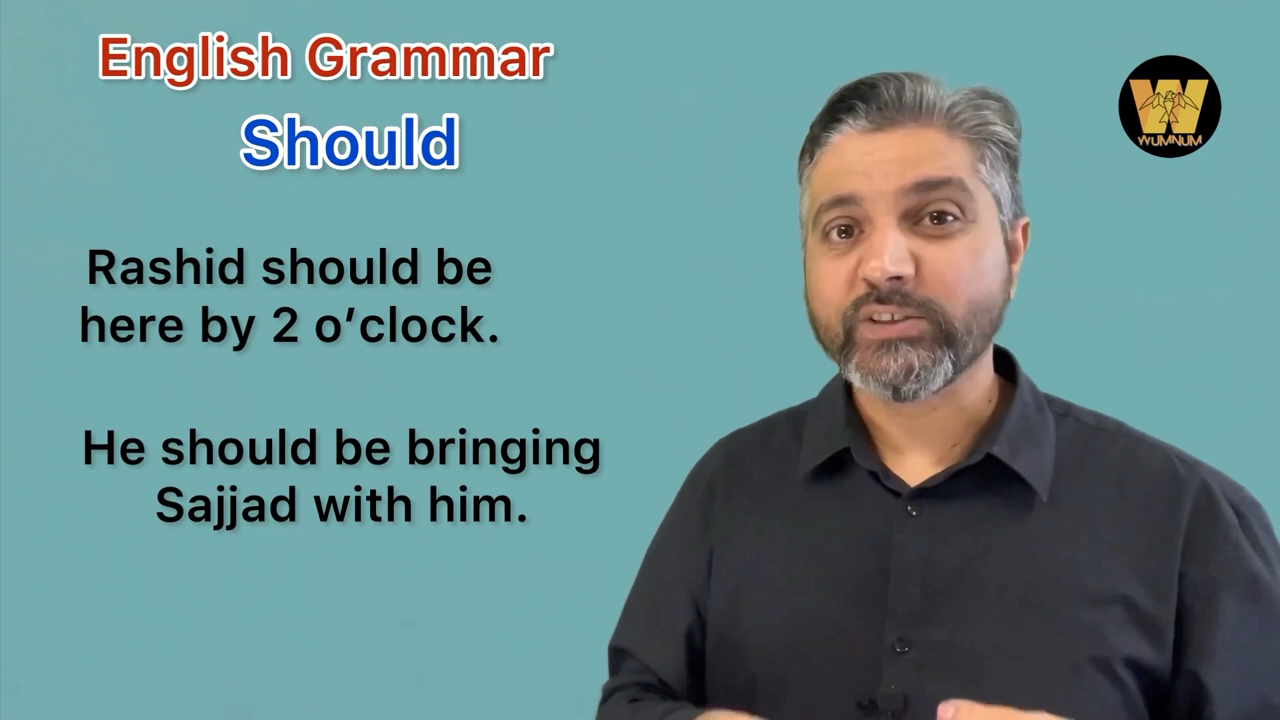 English Grammar
Should
Rashid should be
here by 2 o’clock.
He should be bringing
Sajjad with him.
W
WUMNUM